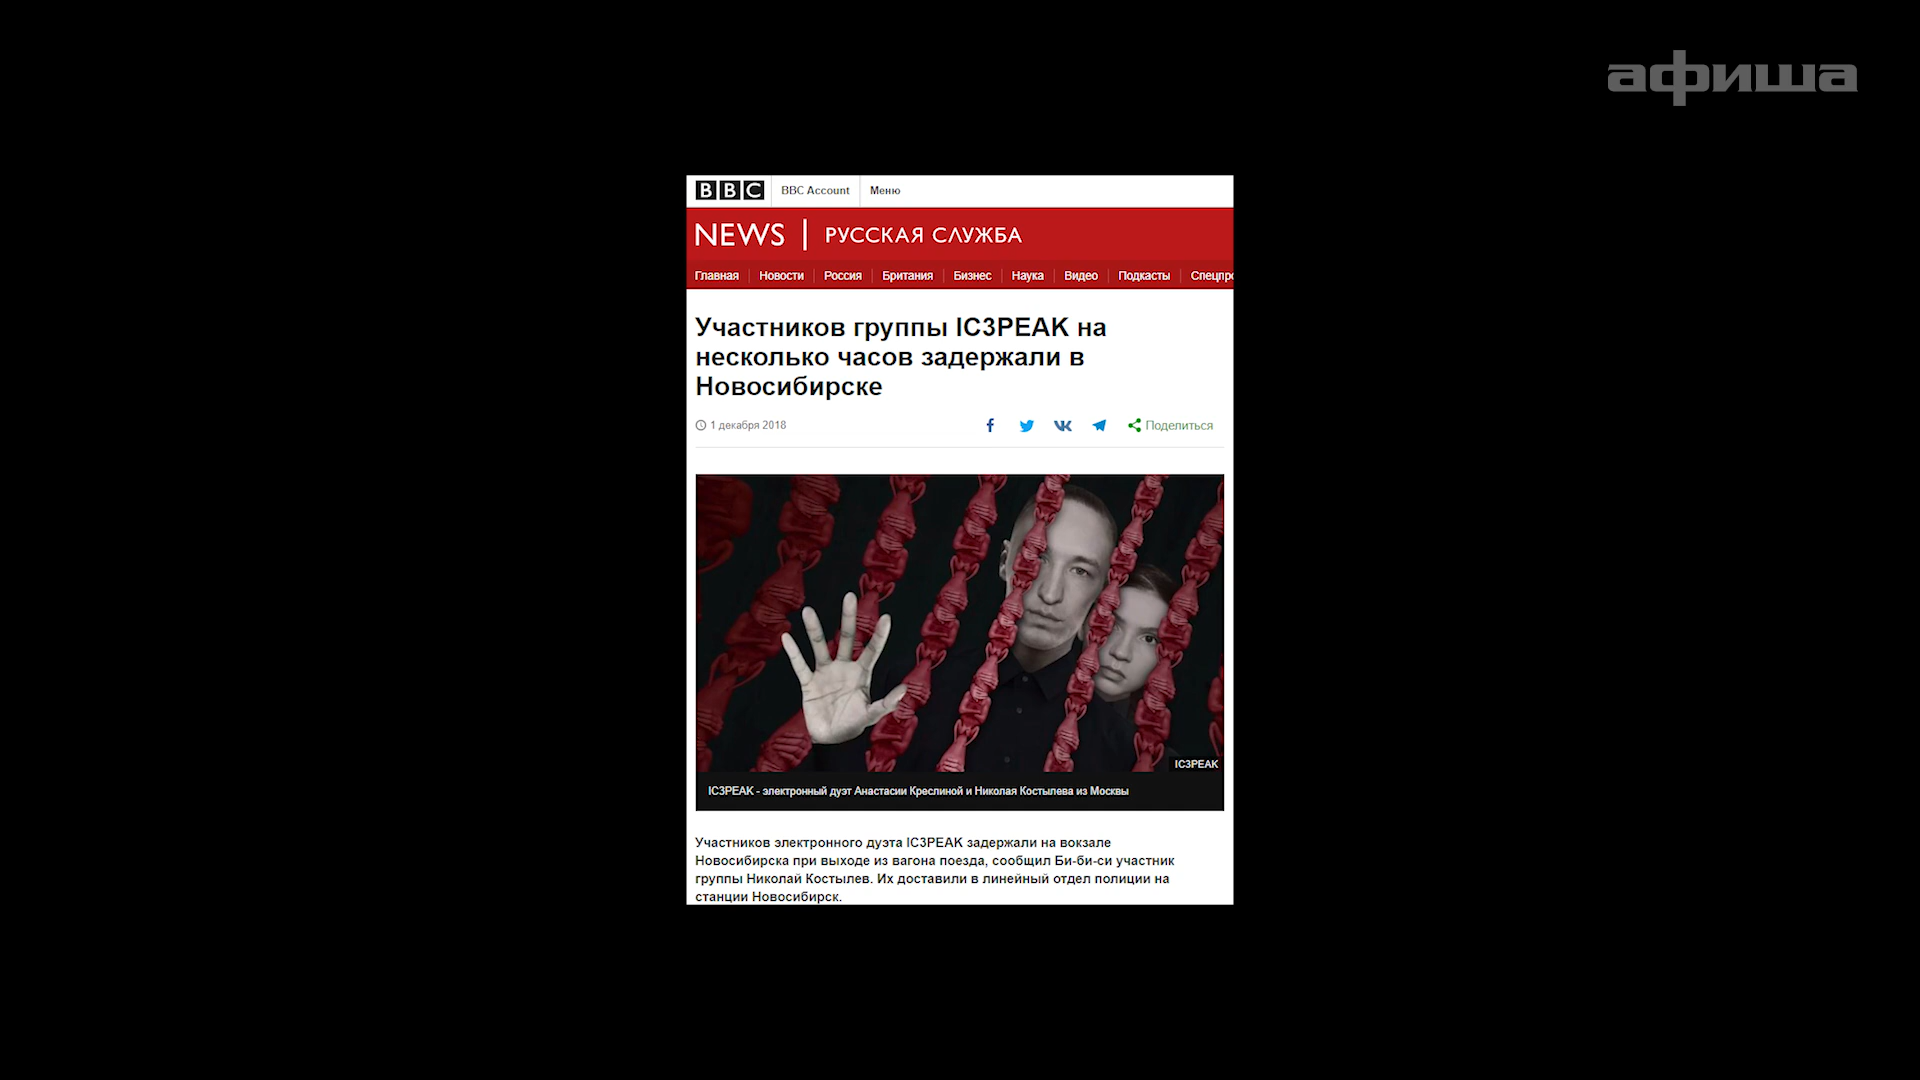 афиша
BBC BBC Account Меню
NEWS РУССКАЯ СЛУЖБА
Главная Новости Россия Британия Бизнес Наука Видео Подкасты Спецпро
Участников группы IC3PEAK на
несколько часов задержали в
Новосибирске
1 декабря 2018 Поделиться
IC3PEAK
IC3PEAK - электронный дуэт Анастасии Креслиной и Николая Костылева из Москвы
Участников электронного дуэта IC3PEAK задержали на вокзале
Новосибирска при выходе из вагона поезда, сообщил Би-би-си участник
группы Николай Костылев. Их доставили в линейный отдел полиции на
станции Новосибирск.